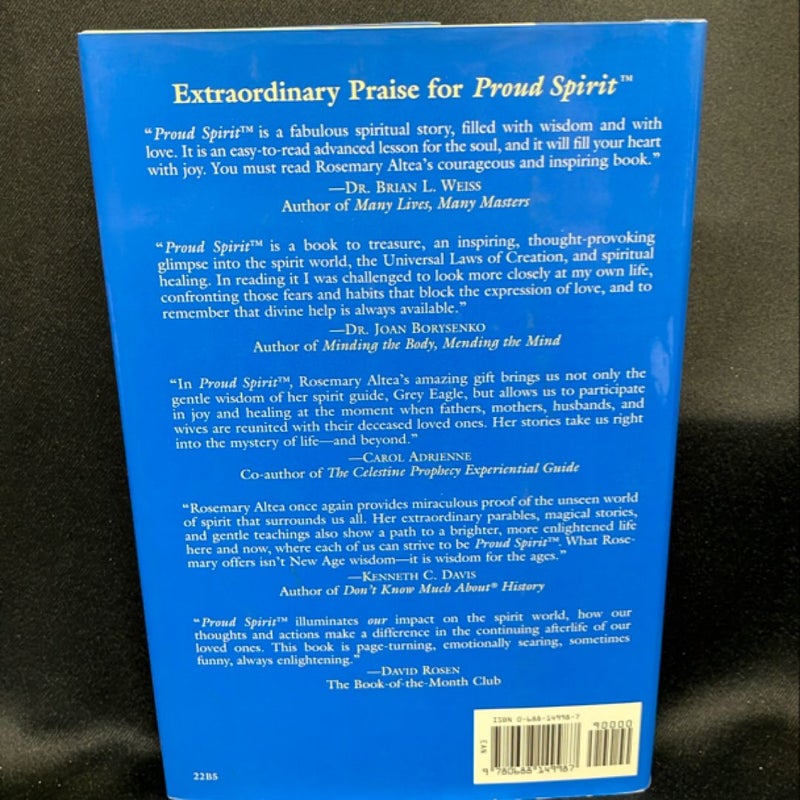 Extraordinary Praise for Proud Spirit™
“Proud Spirit™ is a fabulous spiritual story, filled with wisdom and with
love. It is an easy-to-read advanced lesson for the soul, and it will fill your heart
with joy. You must read Rosemary Altea’s courageous and inspiring book.”
—DR. BRIAN L. WEISS
Author of Many Lives, Many Masters
“Proud Spirit™ is a book to treasure, an inspiring, thought-provoking
glimpse into the spirit world, the Universal Laws of Creation, and spiritual
healing. In reading it I was challenged to look more closely at my own life,
confronting those fears and habits that block the expression of love, and to
remember that divine help is always available.”
—DR. JOAN BORYSENKO
Author of Minding the Body, Mending the Mind
“In Proud Spirit™, Rosemary Altea’s amazing gift brings us not only the
gentle wisdom of her spirit guide, Grey Eagle, but allows us to participate
in joy and healing at the moment when fathers, mothers, husbands, and
wives are reunited with their deceased loved ones. Her stories take us right
into the mystery of life—and beyond.”
—CAROL ADRIENNE
Co-author of The Celestine Prophecy Experiential Guide
“Rosemary Altea once again provides miraculous proof of the unseen world
of spirit that surrounds us all. Her extraordinary parables, magical stories,
and gentle teachings also show a path to a brighter, more enlightened life
here and now, where each of us can strive to be Proud Spirit™. What Rose-
mary offers isn’t New Age wisdom—it is wisdom for the ages.”
—KENNETH C. DAVIS
Author of Don’t Know Much About® History
“Proud Spirit™ illuminates our impact on the spirit world, how our
thoughts and actions make a difference in the continuing afterlife of our
loved ones. This book is page-turning, emotionally searing, sometimes
funny, always enlightening.”
—DAVID ROSEN
The Book-of-the-Month Club
ISBN 0-688-14998-7
90000
EAN
9 780688 149987
22B5